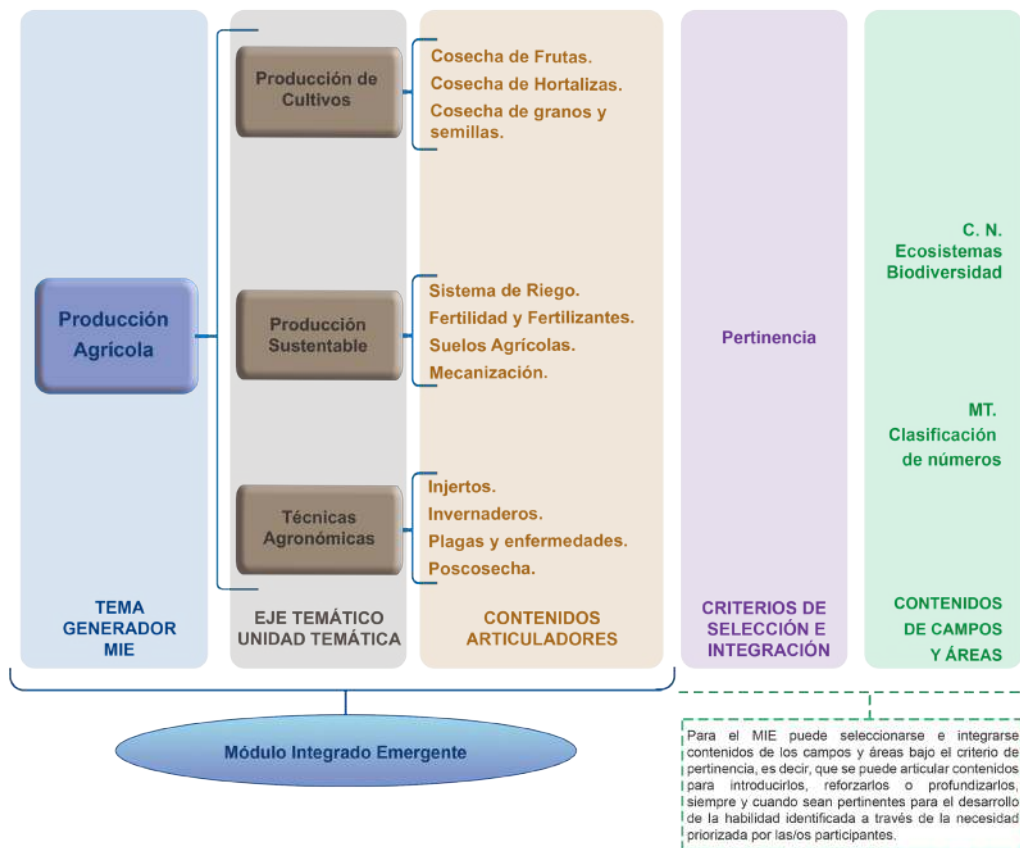 Producción
Agrícola
TEMA
GENERADOR
MIE
Producción de
Cultivos
Producción
Sustentable
Técnicas
Agronómicas
EJE TEMÁTICO
UNIDAD TEMÁTICA
Cosecha de Frutas.
Cosecha de Hortalizas.
Cosecha de granos y
semillas.
Sistema de Riego.
Fertilidad y Fertilizantes.
Suelos Agrícolas.
Mecanización.
Injertos.
Invernaderos.
Plagas y enfermedades.
Poscosecha.
CONTENIDOS
ARTICULADORES
Pertinencia
CRITERIOS DE
SELECCIÓN E
INTEGRACIÓN
C. N.
Ecosistemas
Biodiversidad
MT.
Clasificación
de números
CONTENIDOS
DE CAMPOS
Y ÁREAS
Módulo Integrado Emergente
Para el MIE puede seleccionarse e integrarse
contenidos de los campos y áreas bajo el criterio de
pertinencia, es decir, que se puede articular contenidos
para introducirlos, reforzarlos o profundizarlos,
siempre y cuando sean pertinentes para el desarrollo
de la habilidad identificada a través de la necesidad
priorizada por las/os participantes.